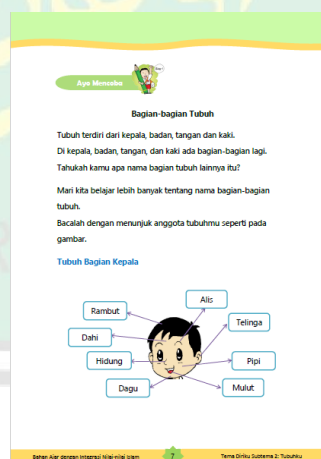 Ayo Membaca
Bagian-bagian Tubuh
Tubuh terdiri dari kepala, badan, tangan dan kaki.
Di kepala, badan, tangan, dan kaki ada bagian-bagian lagi.
Tahukah kamu apa nama bagian tubuh lainnya itu?
Mari kita belajar lebih banyak tentang nama bagian-bagian
tubuh.
Bacalah dengan menunjuk anggota tubuhmu seperti pada
gambar.
Tubuh Bagian Kepala
Alis
Rambut
Telinga
Dahi
Hidung
Pipi
Dagu
Mulut
Bahan Ajar dengan Integrasi Nilai-nilai Islam
7
Tema Diriku Subtema 2: Tubuhku